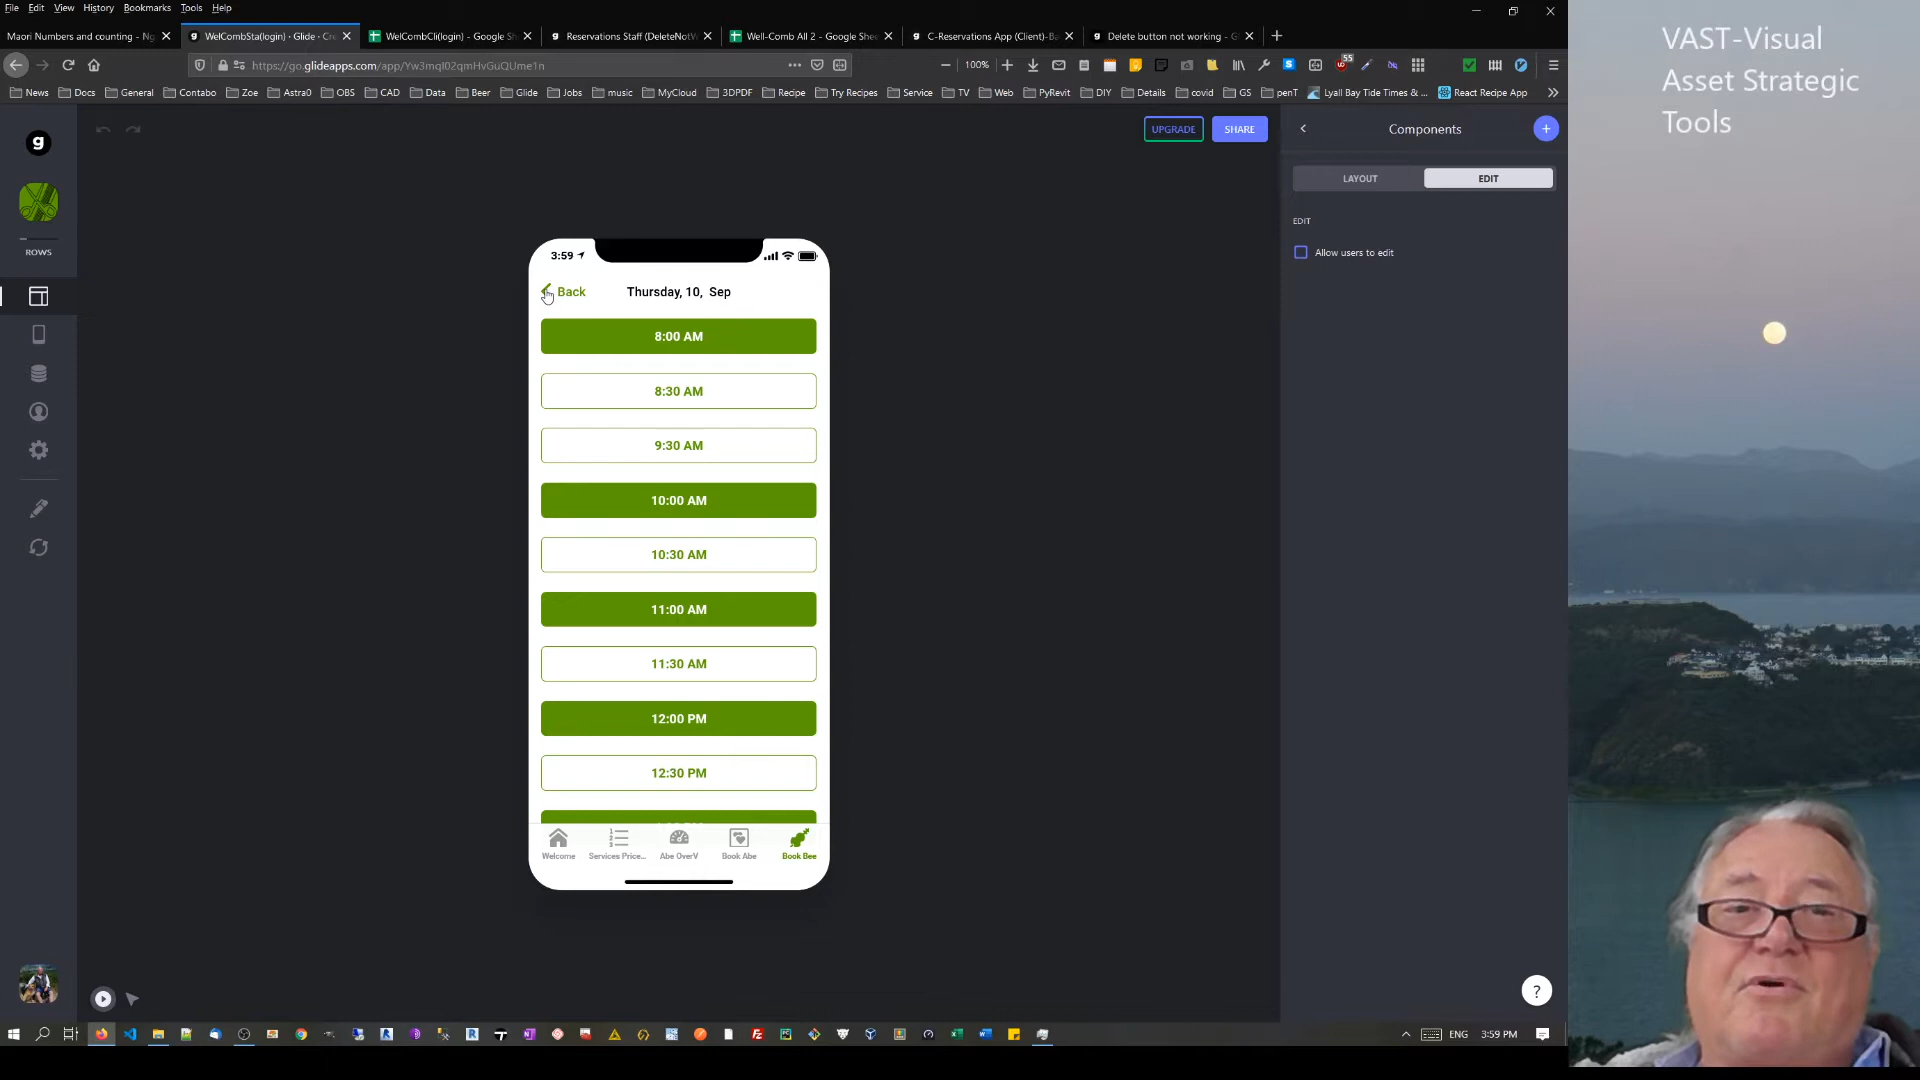 File Edit View History Bookmarks Tools Help
Maori Numbers and counting - Ng
WelCombSta(login) · Glide · Cre
WelCombCli(login) - Google Sh
Reservations Staff (DeleteNotW
Well-Comb All 2 - Google Shee
C-Reservations App (Client)-Ba
Delete button not working - Gl
https://go.glideapps.com/app/Yw3mqI02qmHvGuQUme1n
100%
55
News Docs General Contabo Zoe Astra0 OBS CAD Data Beer Glide Jobs music MyCloud 3DPDF Recipe Try Recipes Service TV Web PyRevit DIY Details covid GS penT Lyall Bay Tide Times & ... React Recipe App
g
ROWS
UPGRADE
SHARE
Components
LAYOUT
EDIT
EDIT
Allow users to edit
3:59
Back
Thursday, 10, Sep
8:00 AM
8:30 AM
9:30 AM
10:00 AM
10:30 AM
11:00 AM
11:30 AM
12:00 PM
12:30 PM
Welcome
Services Price...
Abe OverV
Book Abe
Book Bee
?
ENG
3:59 PM
VAST-Visual
Asset Strategic
Tools